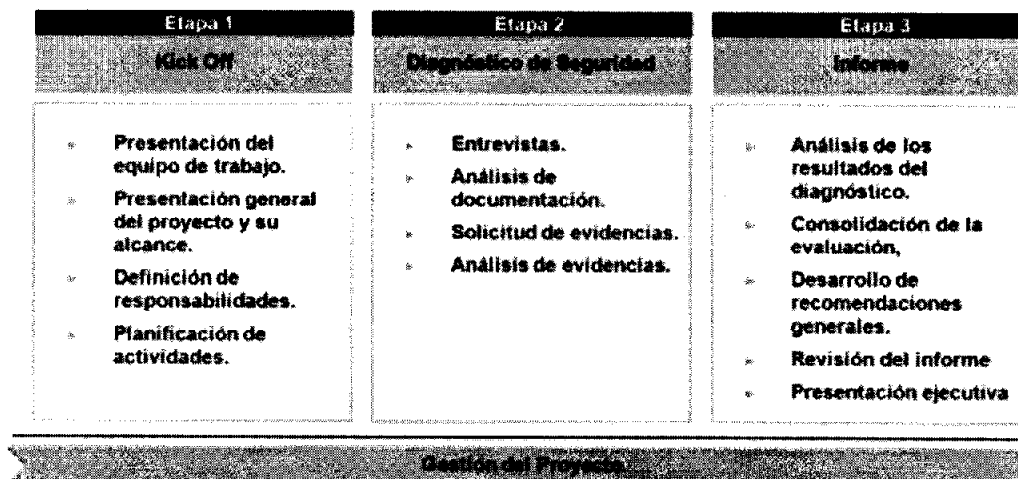 Etapa 1
Kick Off
Presentación del
equipo de trabajo.
Presentación general
del proyecto y su
alcance.
Definición de
responsabilidades.
Planificación de
actividades.
Etapa 2
Diagnóstico de Seguridad
Entrevistas.
Análisis de
documentación.
Solicitud de evidencias.
Análisis de evidencias.
Etapa 3
Informe
Análisis de los
resultados del
diagnóstico.
Consolidación de la
evaluación,
Desarrollo de
recomendaciones
generales.
Revisión del informe
Presentación ejecutiva
Gestión del Proyecto